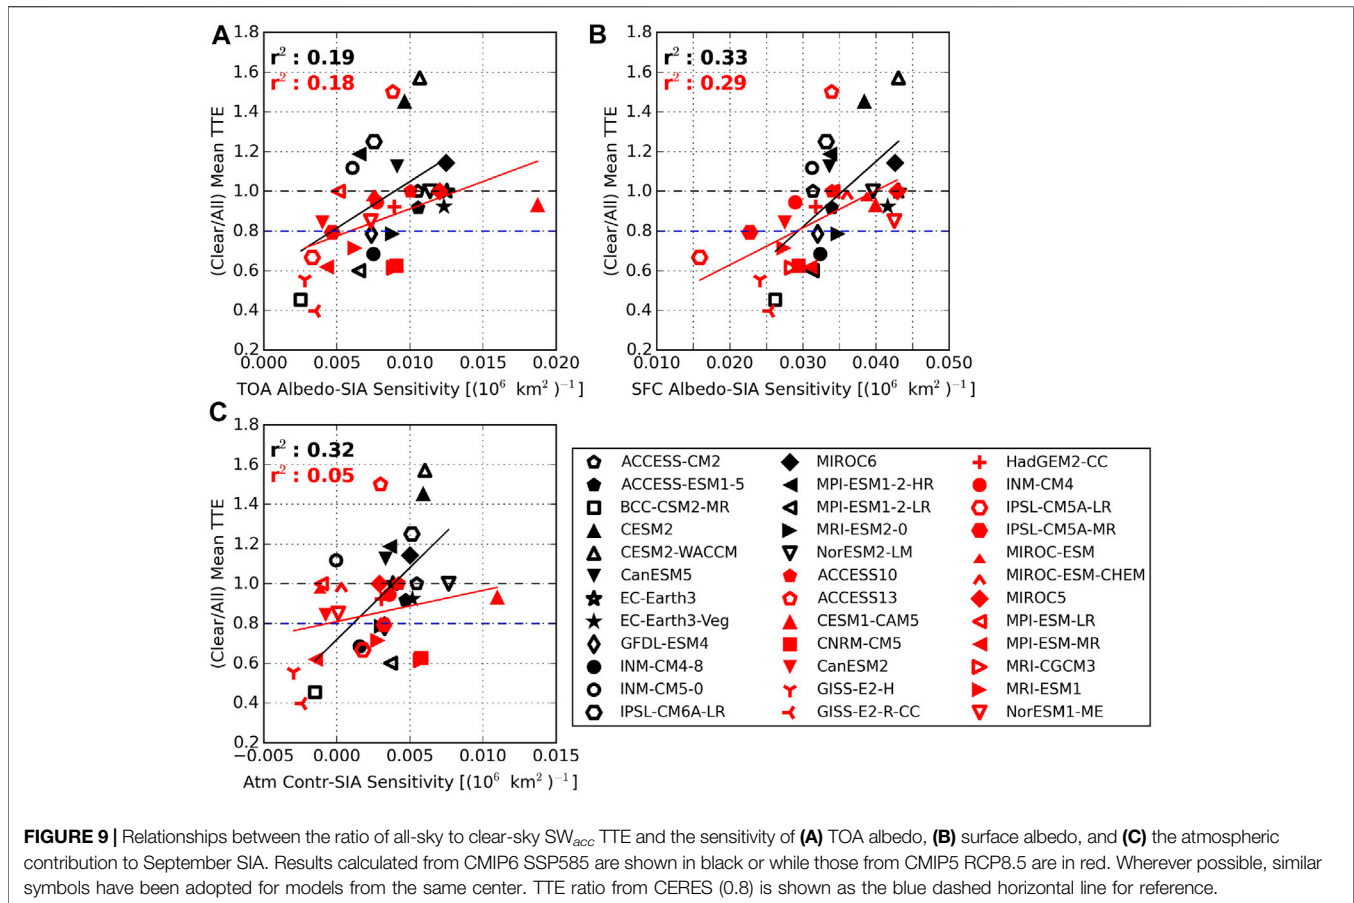 A
r² : 0.19
r² : 0.18
(Clear/All) Mean TTE
1.8
1.6
1.4
1.2
1.0
0.8
0.6
0.4
0.2
0.000
0.005
0.010
0.015
0.020
TOA Albedo-SIA Sensitivity [(10⁶ km²)⁻¹]
B
r² : 0.33
r² : 0.29
(Clear/All) Mean TTE
1.8
1.6
1.4
1.2
1.0
0.8
0.6
0.4
0.2
0.010
0.020
0.030
0.040
0.050
SFC Albedo-SIA Sensitivity [(10⁶ km²)⁻¹]
C
r² : 0.32
r² : 0.05
(Clear/All) Mean TTE
1.8
1.6
1.4
1.2
1.0
0.8
0.6
0.4
0.2
−0.005
0.000
0.005
0.010
0.015
Atm Contr-SIA Sensitivity [(10⁶ km²)⁻¹]
ACCESS-CM2
ACCESS-ESM1-5
BCC-CSM2-MR
CESM2
CESM2-WACCM
CanESM5
EC-Earth3
EC-Earth3-Veg
GFDL-ESM4
INM-CM4-8
INM-CM5-0
IPSL-CM6A-LR
MIROC6
MPI-ESM1-2-HR
MPI-ESM1-2-LR
MRI-ESM2-0
NorESM2-LM
ACCESS10
ACCESS13
CESM1-CAM5
CNRM-CM5
CanESM2
GISS-E2-H
GISS-E2-R-CC
HadGEM2-CC
INM-CM4
IPSL-CM5A-LR
IPSL-CM5A-MR
MIROC-ESM
MIROC-ESM-CHEM
MIROC5
MPI-ESM-LR
MPI-ESM-MR
MRI-CGCM3
MRI-ESM1
NorESM1-ME
FIGURE 9 | Relationships between the ratio of all-sky to clear-sky SWacc TTE and the sensitivity of (A) TOA albedo, (B) surface albedo, and (C) the atmospheric
contribution to September SIA. Results calculated from CMIP6 SSP585 are shown in black or while those from CMIP5 RCP8.5 are in red. Wherever possible, similar
symbols have been adopted for models from the same center. TTE ratio from CERES (0.8) is shown as the blue dashed horizontal line for reference.